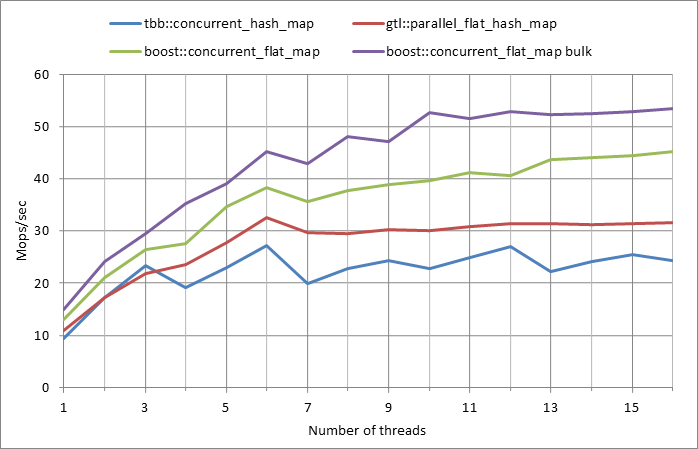 tbb::concurrent_hash_map gtl::parallel_flat_hash_map
boost::concurrent_flat_map boost::concurrent_flat_map bulk
60
50
40
30
20
10
0
Mops/sec
1 3 5 7 9 11 13 15
Number of threads